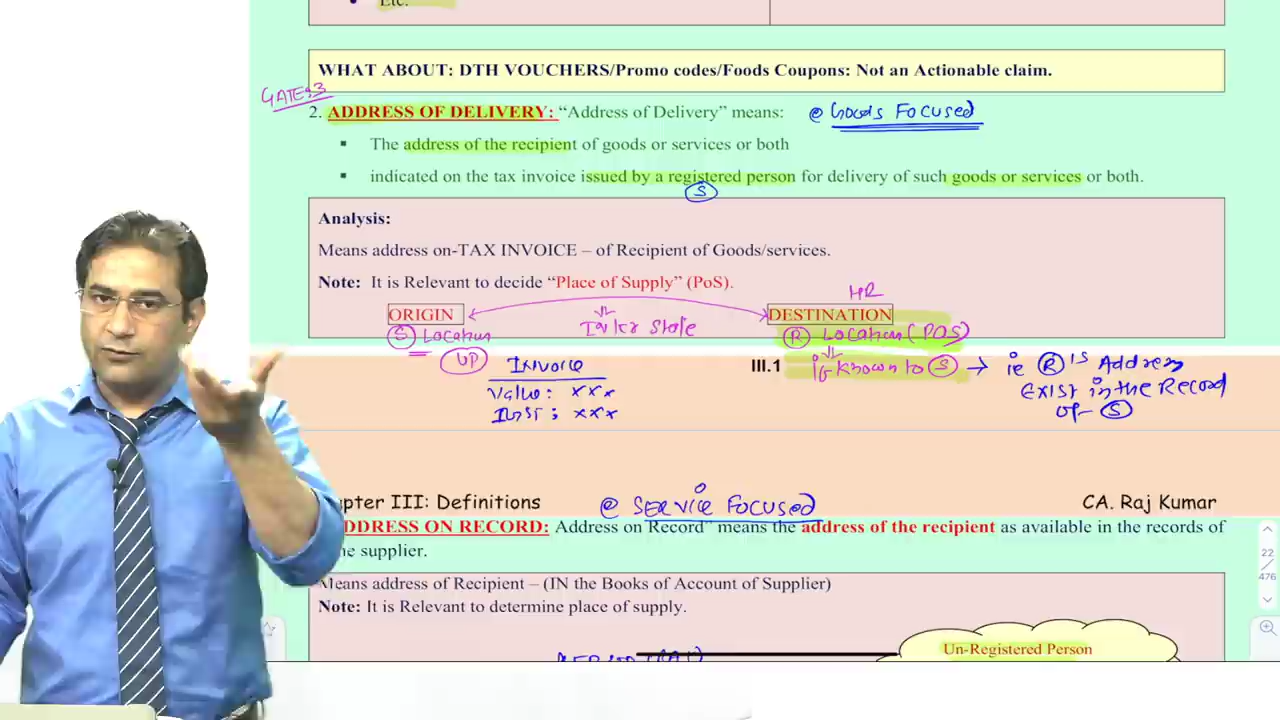 Etc.
WHAT ABOUT: DTH VOUCHERS/Promo codes/Foods Coupons: Not an Actionable claim.
GATE:3
2. ADDRESS OF DELIVERY: “Address of Delivery” means: @ Goods Focused
The address of the recipient of goods or services or both
indicated on the tax invoice issued by a registered person for delivery of such goods or services or both.
S
Analysis:
Means address on-TAX INVOICE – of Recipient of Goods/services.
Note: It is Relevant to decide “Place of Supply” (PoS).
HR
ORIGIN DESTINATION
Inter State
S Location R Location (POS)
UP Invoice III.1 if known to S → ie R's Address
Value: xxx Exist in the Record
IGST: xxx of S
hapter III: Definitions @ SERVICE FOCUSED CA. Raj Kumar
DDRESS ON RECORD: Address on Record” means the address of the recipient as available in the records of
he supplier.
Means address of Recipient – (IN the Books of Account of Supplier)
Note: It is Relevant to determine place of supply.
22
/
476
Un-Registered Person